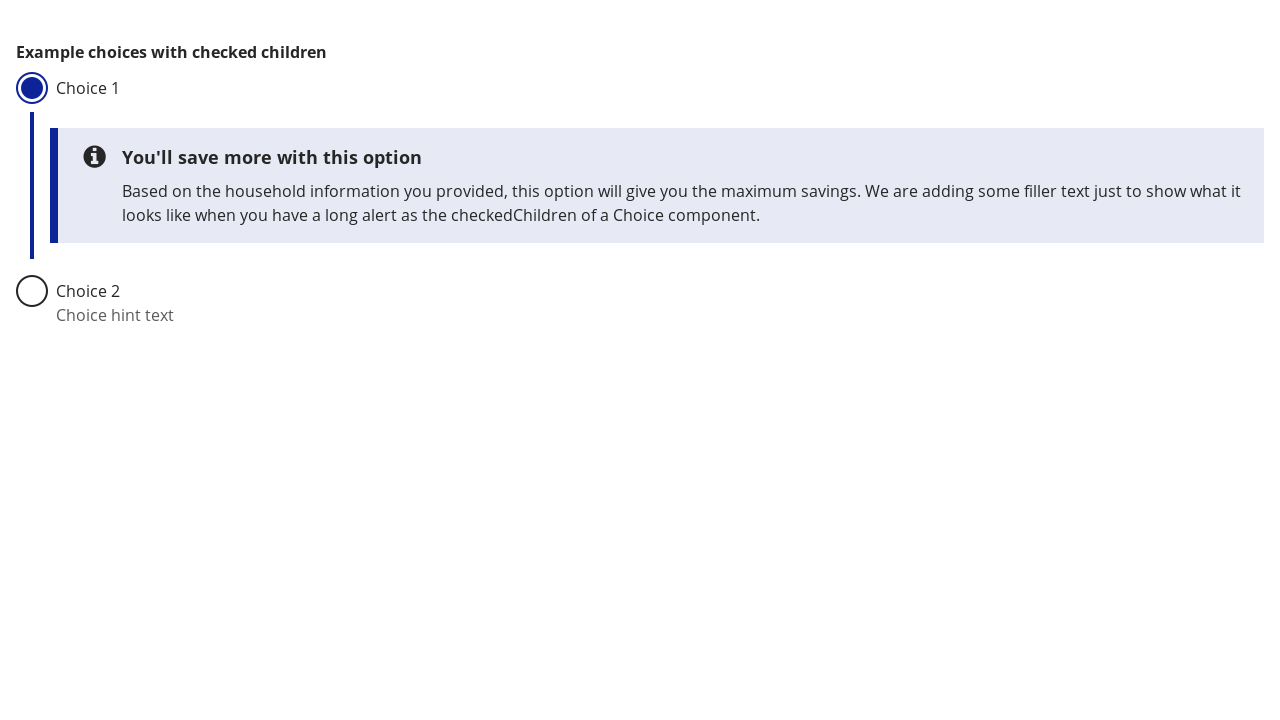 Example choices with checked children
Choice 1
You'll save more with this option
Based on the household information you provided, this option will give you the maximum savings. We are adding some filler text just to show what it
looks like when you have a long alert as the checkedChildren of a Choice component.
Choice 2
Choice hint text